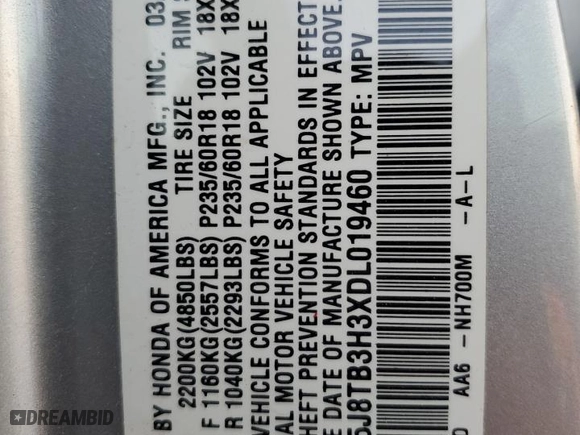 BY HONDA OF AMERICA MFG., INC. 03
2200KG(4850LBS) TIRE SIZE RIM
F 1160KG(2557LBS) P235/60R18 102V 18X
R 1040KG(2293LBS) P235/60R18 102V 18X
VEHICLE CONFORMS TO ALL APPLICABLE
AL MOTOR VEHICLE SAFETY
HEFT PREVENTION STANDARDS IN EFFECT
E DATE OF MANUFACTURE SHOWN ABOVE.
5J8TB3H3XDL019460 TYPE: MPV
AA6 -NH700M -A-L
DREAMBID